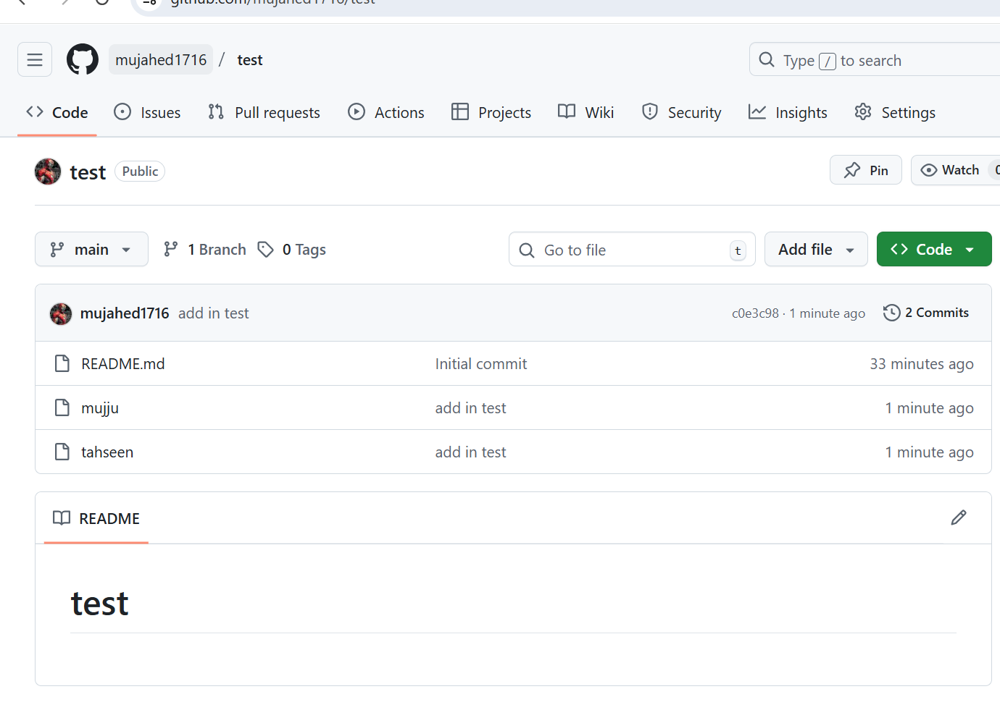 github.com/mujahed1716/test
mujahed1716 / test
Type / to search
Code Issues Pull requests Actions Projects Wiki Security Insights Settings
test Public Pin Watch 0
main 1 Branch 0 Tags Go to file t Add file Code
mujahed1716 add in test c0e3c98 · 1 minute ago 2 Commits
README.md Initial commit 33 minutes ago
mujju add in test 1 minute ago
tahseen add in test 1 minute ago
README
test